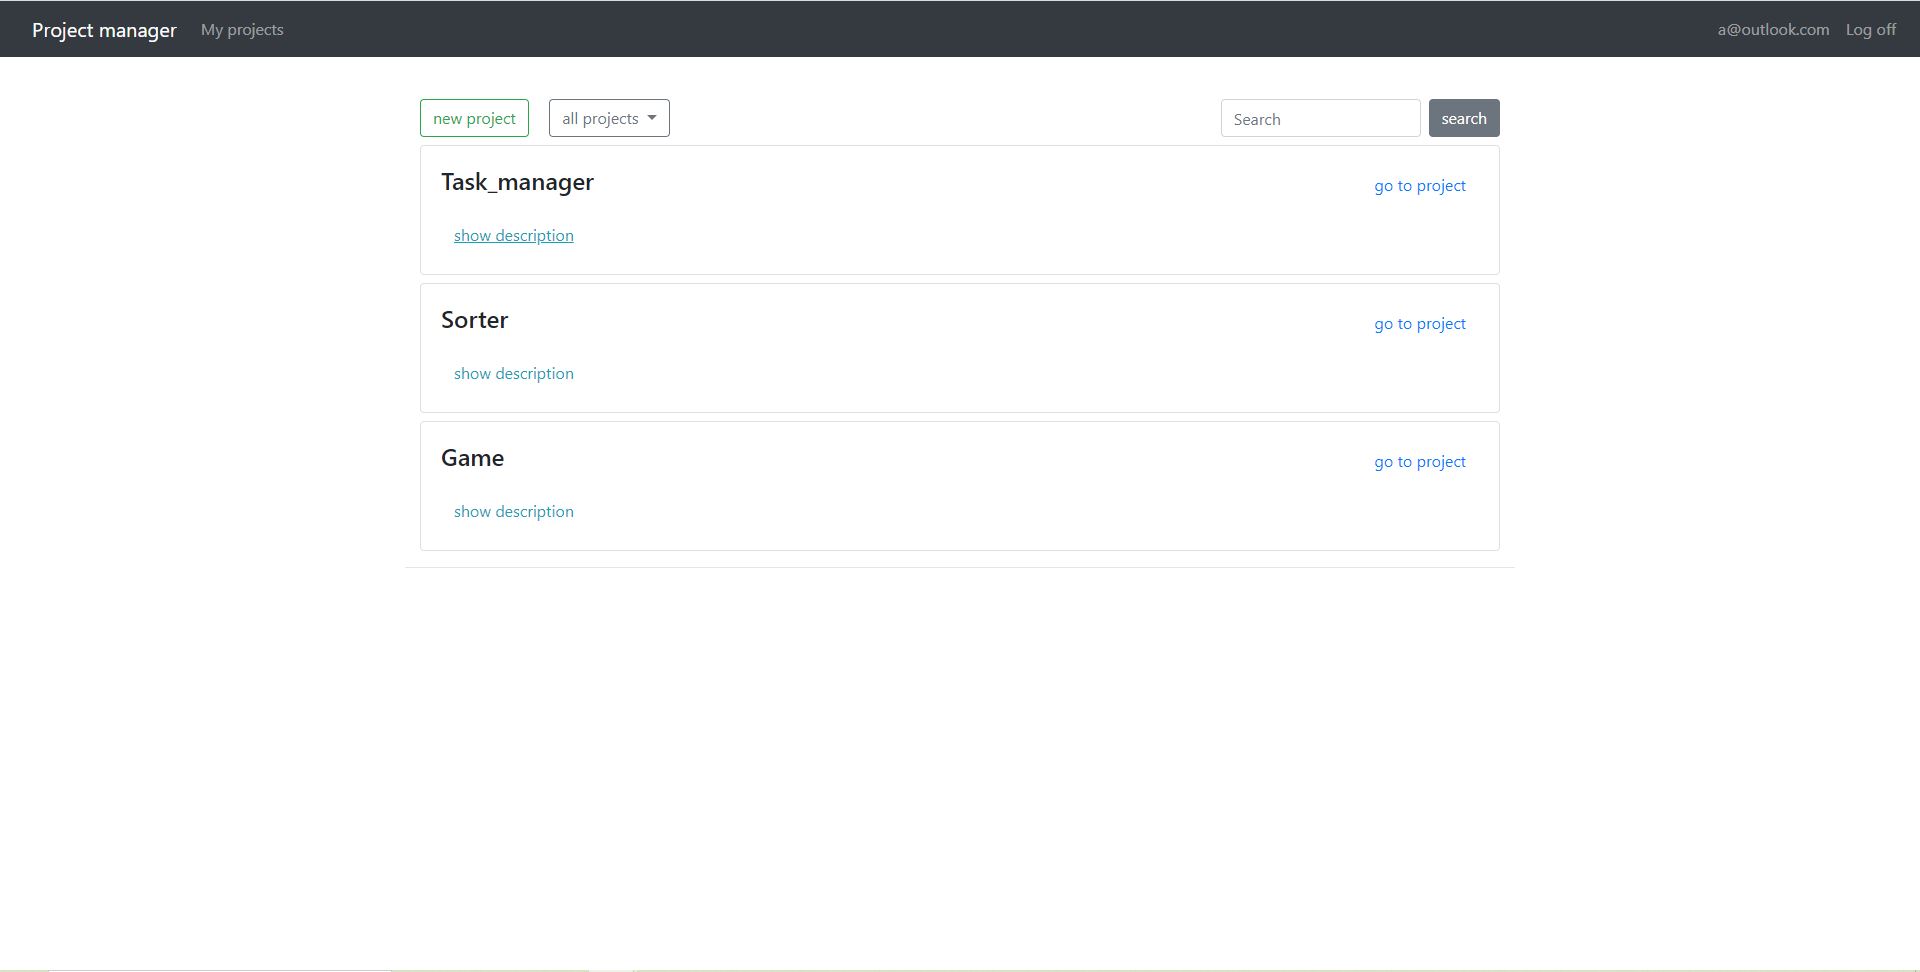 Project manager My projects a@outlook.com Log off
new project all projects Search search
Task_manager go to project
show description
Sorter go to project
show description
Game go to project
show description